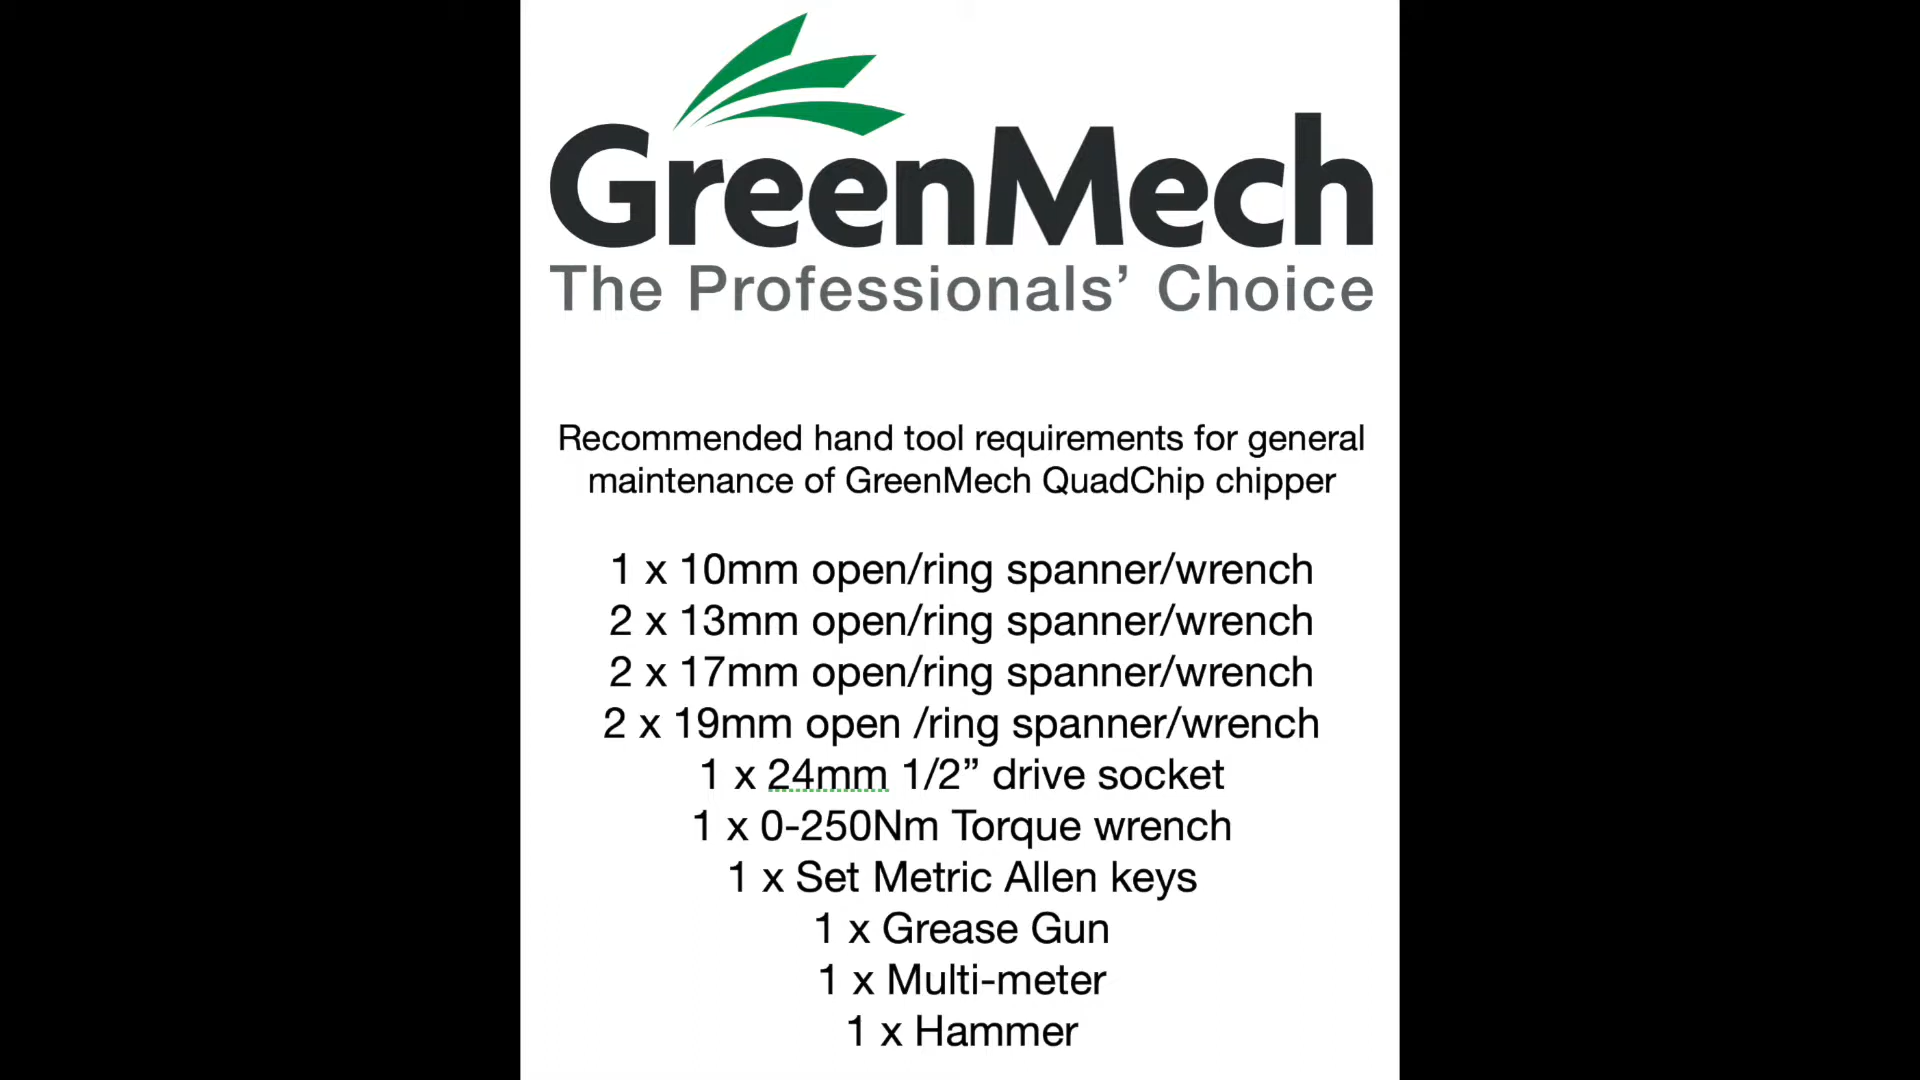 GreenMech
The Professionals’ Choice
Recommended hand tool requirements for general
maintenance of GreenMech QuadChip chipper
1 x 10mm open/ring spanner/wrench
2 x 13mm open/ring spanner/wrench
2 x 17mm open/ring spanner/wrench
2 x 19mm open /ring spanner/wrench
1 x 24mm 1/2” drive socket
1 x 0-250Nm Torque wrench
1 x Set Metric Allen keys
1 x Grease Gun
1 x Multi-meter
1 x Hammer